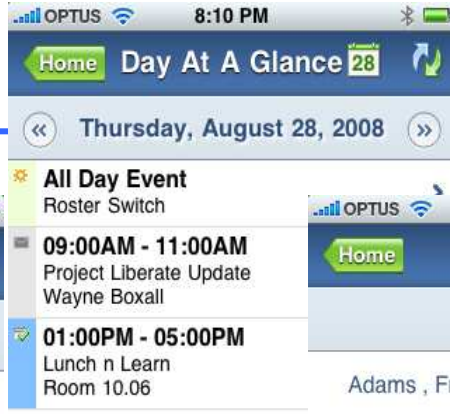 OPTUS 8:10 PM
Home Day At A Glance 28
« Thursday, August 28, 2008 »
All Day Event
Roster Switch
09:00AM - 11:00AM
Project Liberate Update
Wayne Boxall
01:00PM - 05:00PM
Lunch n Learn
Room 10.06
OPTUS
Home
Adams , Fr